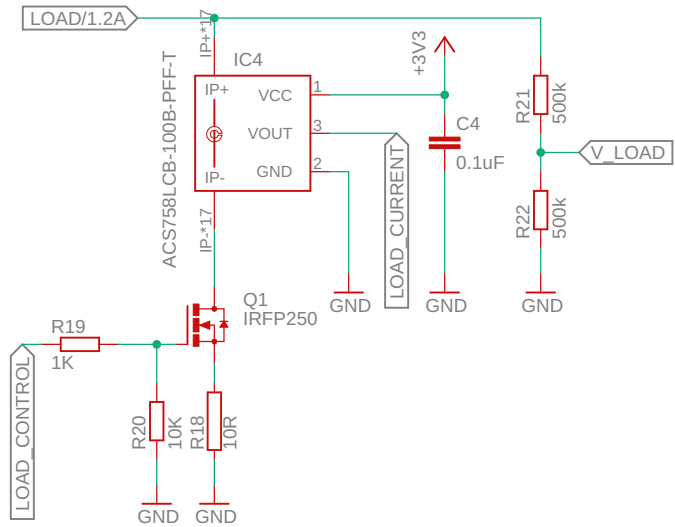 LOAD/1.2A
IP+*17
IC4
ACS758LCB-100B-PFF-T
IP+
IP-
VCC
VOUT
GND
1
3
2
IP-*17
+3V3
C4
0.1uF
R21
500k
V_LOAD
R22
500k
LOAD_CURRENT
GND
GND
GND
Q1
IRFP250
R19
1K
LOAD_CONTROL
R20
10K
R18
10R
GND
GND